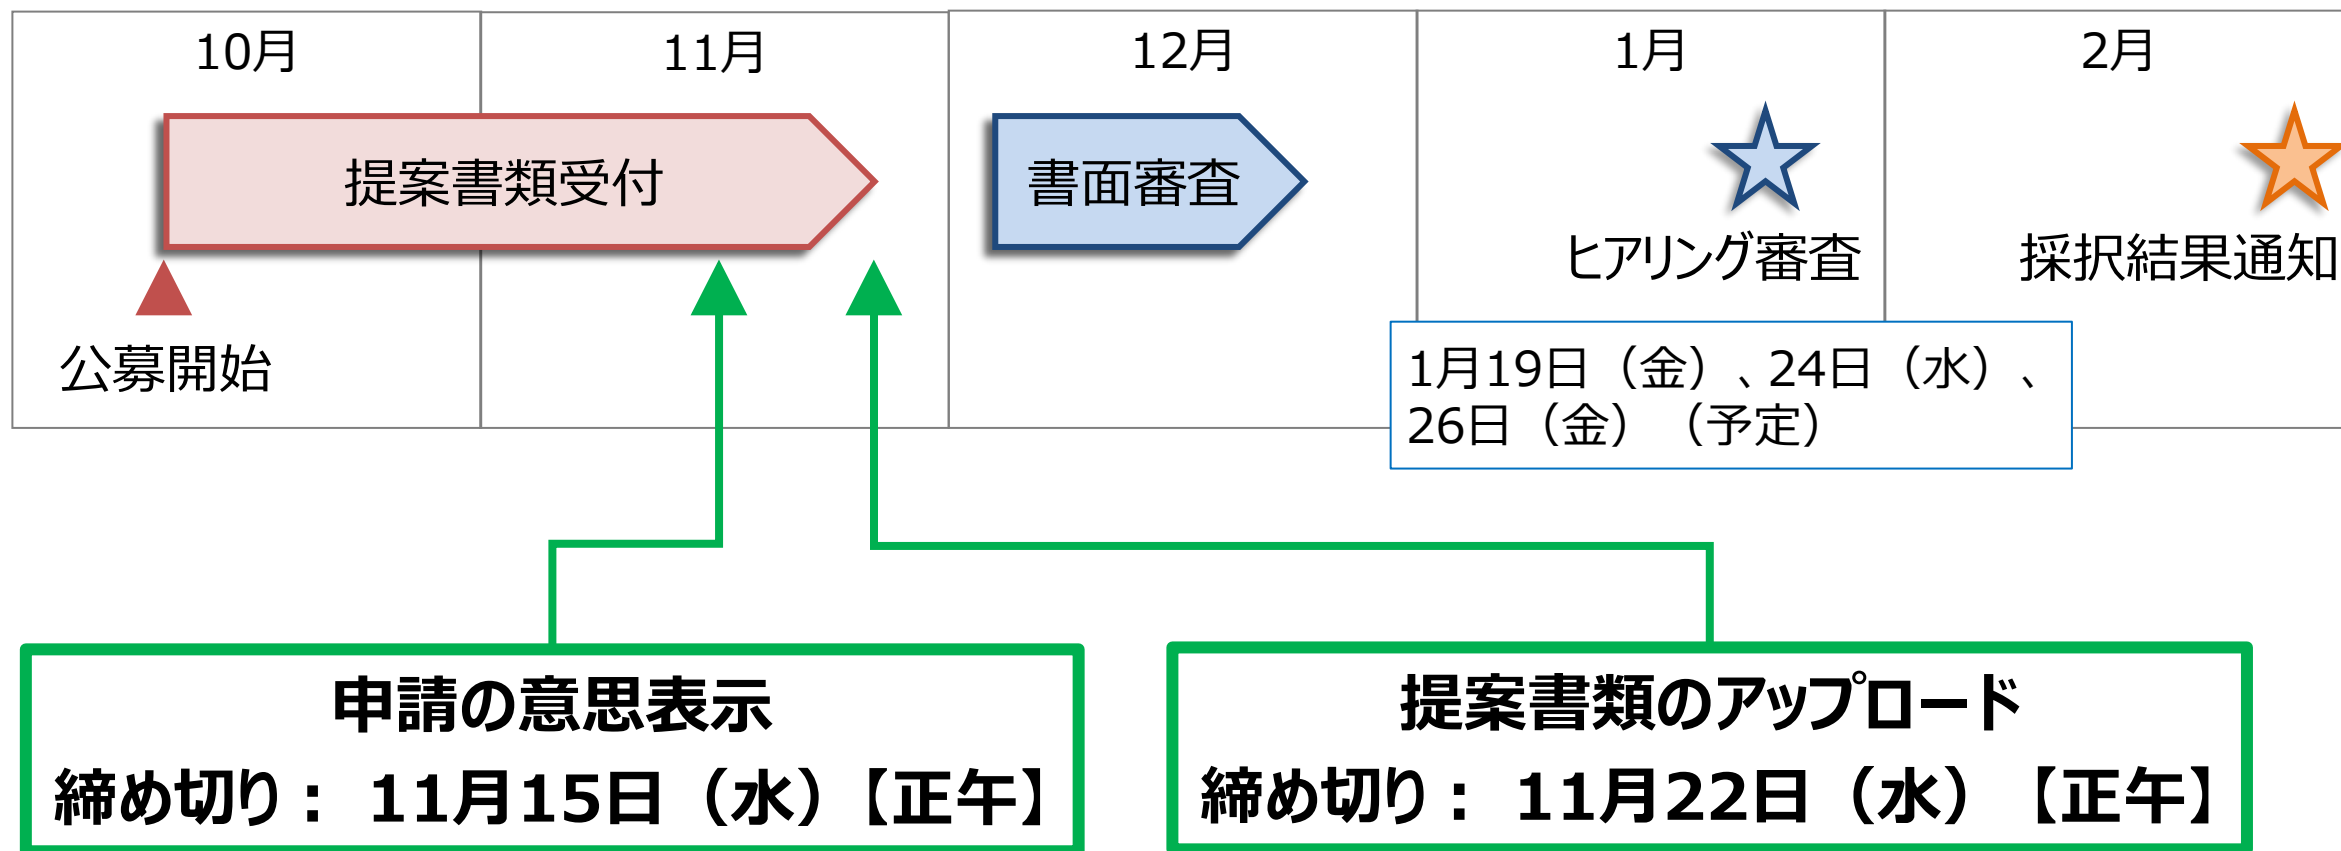 10月
11月
12月
1月
2月
提案書類受付
書面審査
ヒアリング審査
採択結果通知
公募開始
1月19日（金）、24日（水）、
26日（金）（予定）
申請の意思表示
締め切り： 11月15日（水）【正午】
提案書類のアップロード
締め切り： 11月22日（水）【正午】